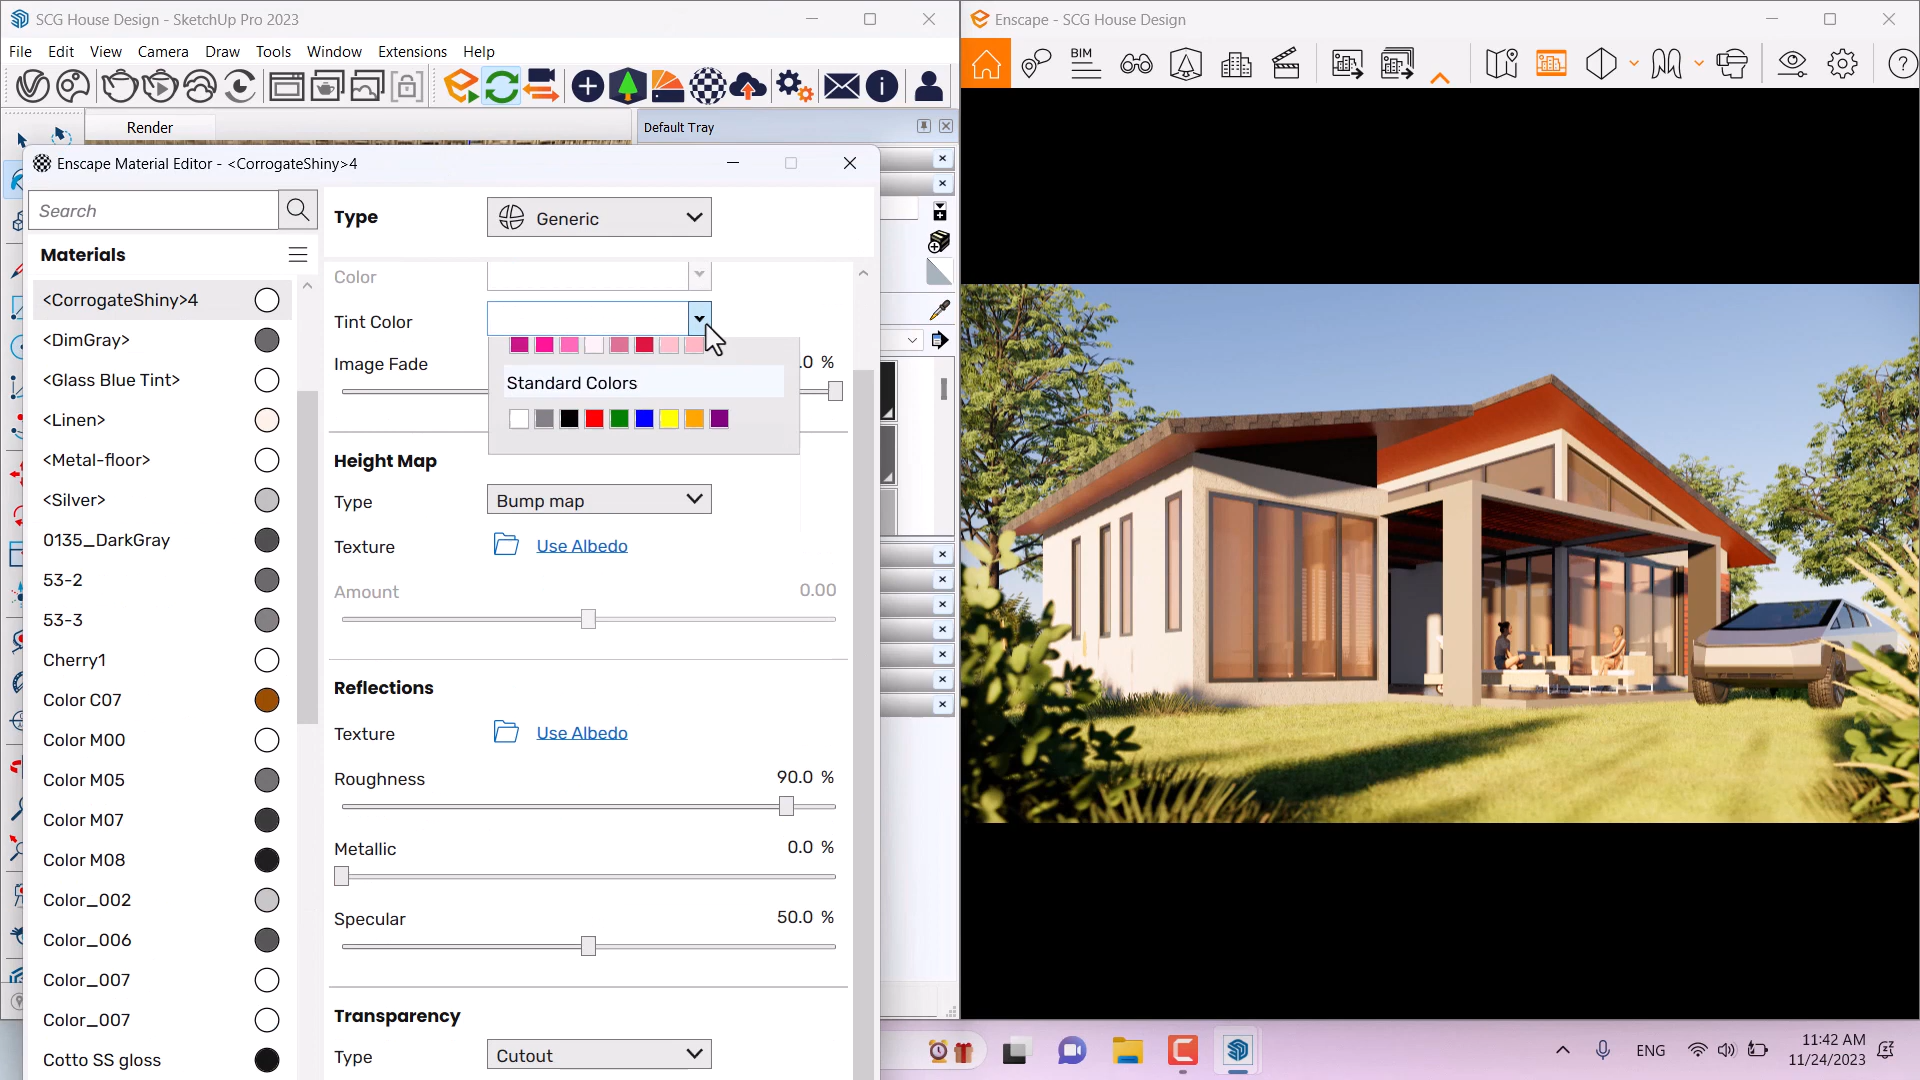 SCG House Design - SketchUp Pro 2023
File Edit View Camera Draw Tools Window Extensions Help
Render
Default Tray
Enscape Material Editor - <CorrogateShiny>4
Search
Materials
<CorrogateShiny>4
<DimGray>
<Glass Blue Tint>
<Linen>
<Metal-floor>
<Silver>
0135_DarkGray
53-2
53-3
Cherry1
Color C07
Color M00
Color M05
Color M07
Color M08
Color_002
Color_006
Color_007
Color_007
Cotto SS gloss
Type Generic
Color
Tint Color
Image Fade .0 %
Standard Colors
Height Map
Type Bump map
Texture Use Albedo
Amount 0.00
Reflections
Texture Use Albedo
Roughness 90.0 %
Metallic 0.0 %
Specular 50.0 %
Transparency
Type Cutout
Enscape - SCG House Design
BIM
ENG
11:42 AM
11/24/2023